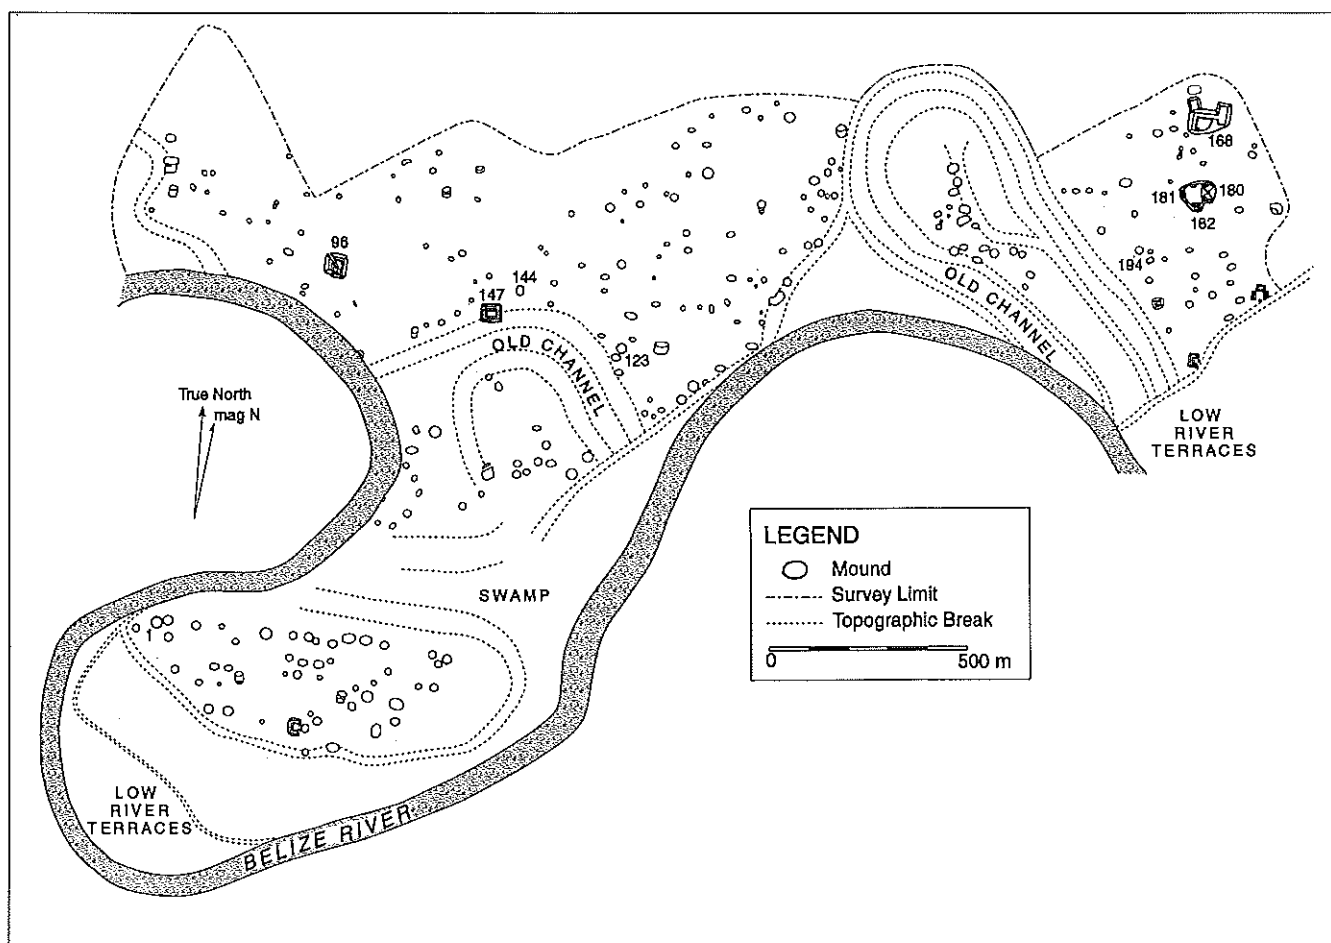 168
181
180
182
96
194
144
147
OLD CHANNEL
OLD CHANNEL
123
True North
mag N
LOW
RIVER
TERRACES
LEGEND
Mound
Survey Limit
Topographic Break
0
500 m
SWAMP
1
LOW
RIVER
TERRACES
BELIZE RIVER